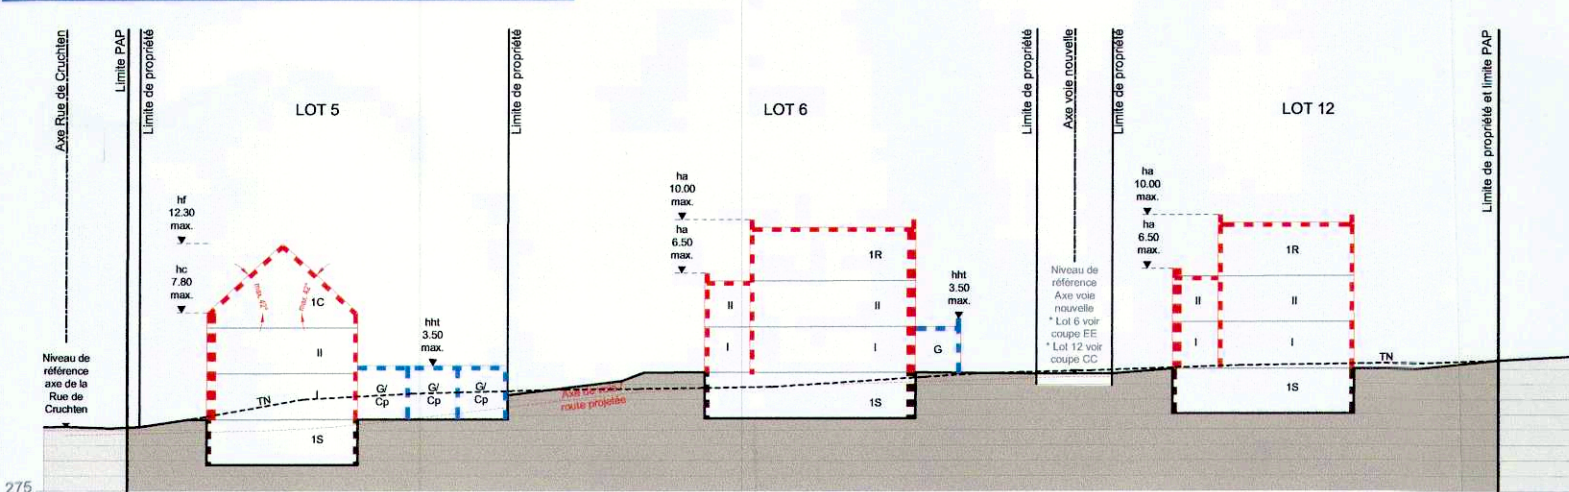 Axe Rue de Cruchten
Limite PAP
Limite de propriété
LOT 5
Limite de propriété
LOT 6
Limite de propriété
Axe voie nouvelle
Limite de propriété
LOT 12
Limite de propriété et limite PAP
hf
12.30
max.
hc
7.80
max.
max. 42°
max. 42°
1C
II
I
TN
1S
hht
3.50
max.
G/
Cp
G/
Cp
G/
Cp
Niveau de
référence
axe de la
Rue de
Cruchten
275
route projetée
ha
10.00
max.
ha
6.50
max.
1R
II
II
I
I
1S
hht
3.50
max.
G
Niveau de
référence
Axe voie
nouvelle
* Lot 6 voir
coupe EE
* Lot 12 voir
coupe CC
ha
10.00
max.
ha
6.50
max.
1R
II
II
I
I
1S
TN